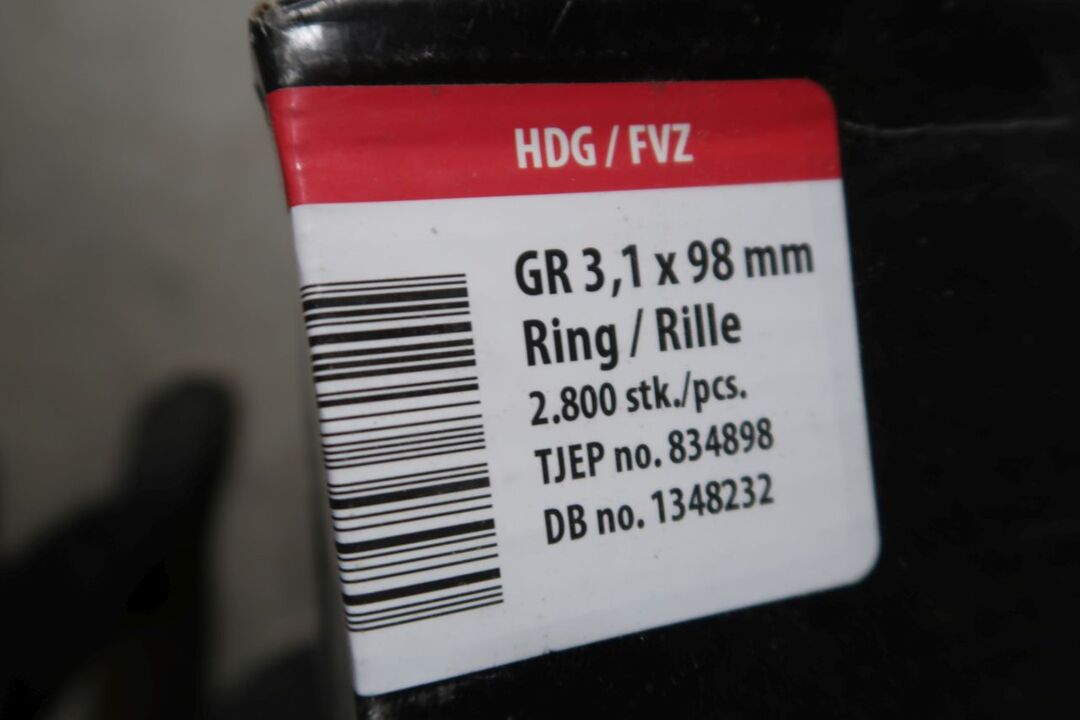 HDG / FVZ
GR 3,1 x 98 mm
Ring / Rille
2.800 stk./pcs.
TJEP no. 834898
DB no. 1348232